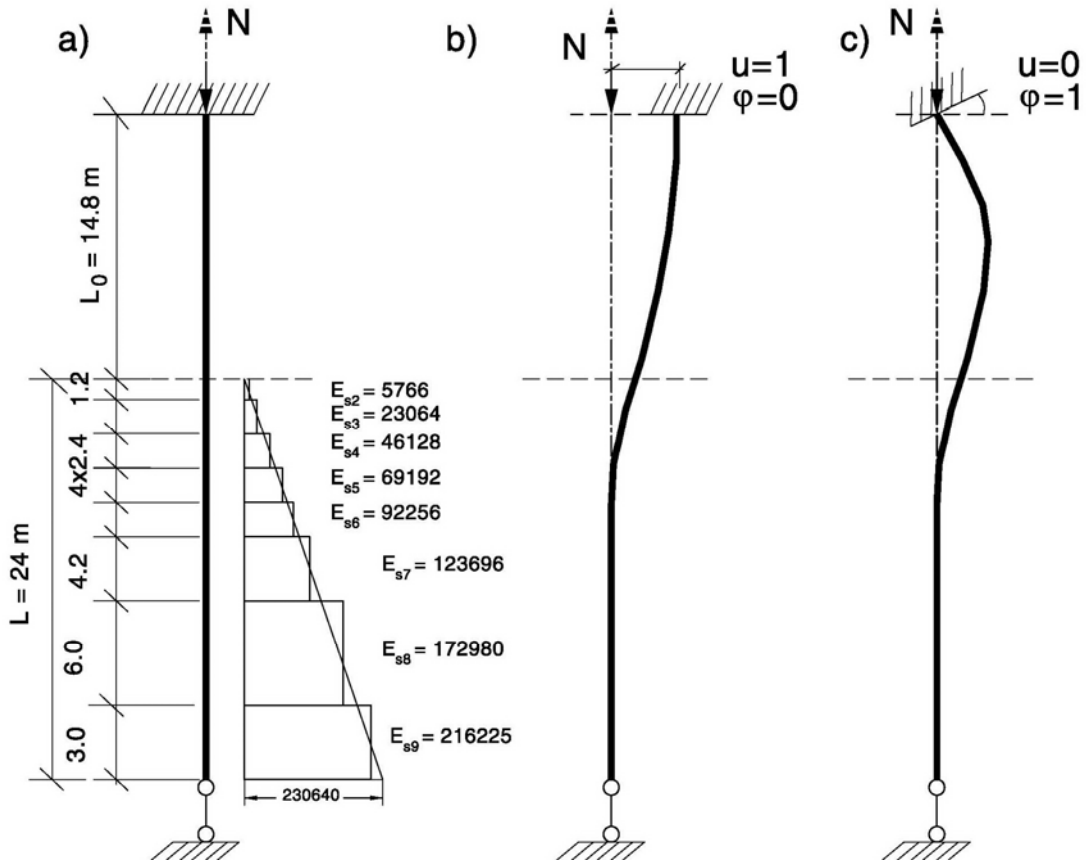 a)
N
L₀ = 14.8 m
L = 24 m
1.2
4x2.4
4.2
6.0
3.0
Eₛ₂ = 5766
Eₛ₃ = 23064
Eₛ₄ = 46128
Eₛ₅ = 69192
Eₛ₆ = 92256
Eₛ₇ = 123696
Eₛ₈ = 172980
Eₛ₉ = 216225
230640
b)
N
u=1
φ=0
c)
N
u=0
φ=1